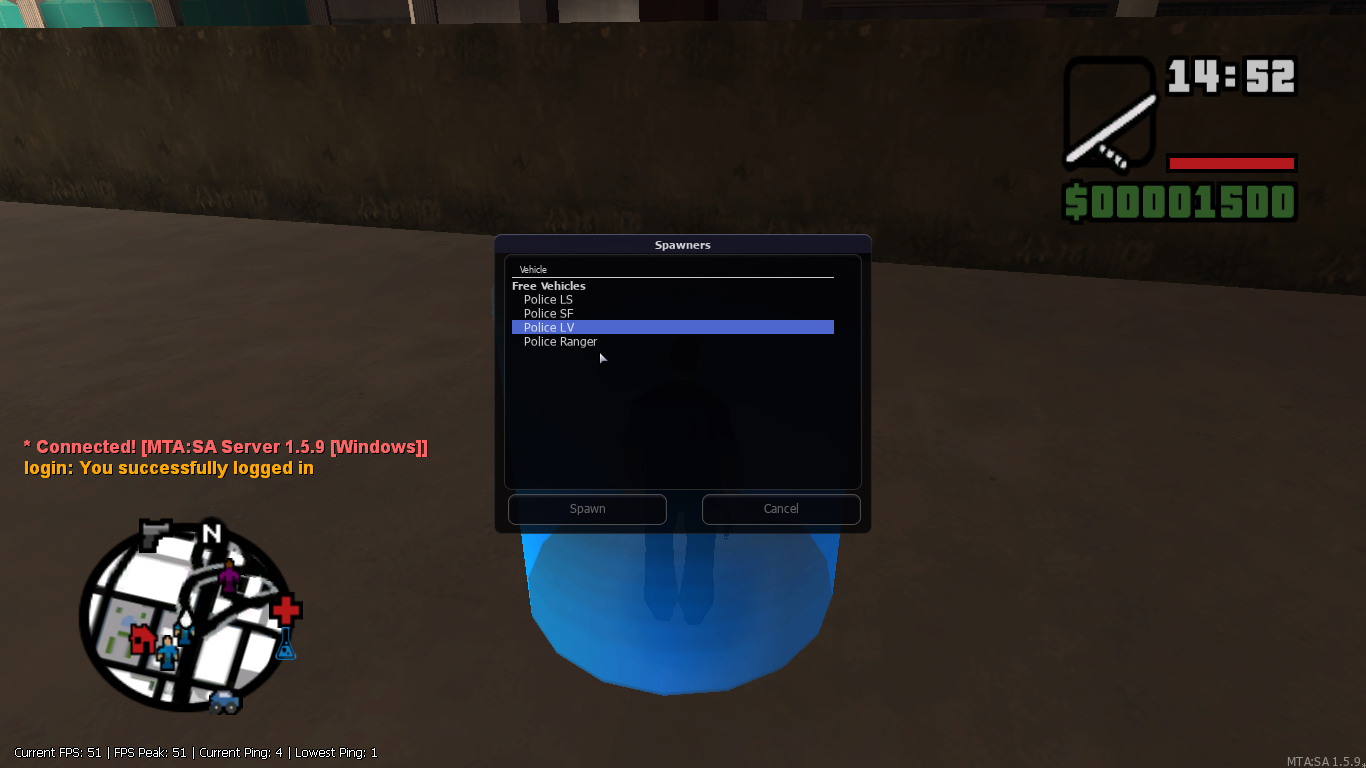 14:52
$00001500
Spawners
Vehicle
Free Vehicles
Police LS
Police SF
Police LV
Police Ranger
Spawn
Cancel
* Connected! [MTA:SA Server 1.5.9 [Windows]]
login: You successfully logged in
N
Current FPS: 51 | FPS Peak: 51 | Current Ping: 4 | Lowest Ping: 1
MTA:SA 1.5.9